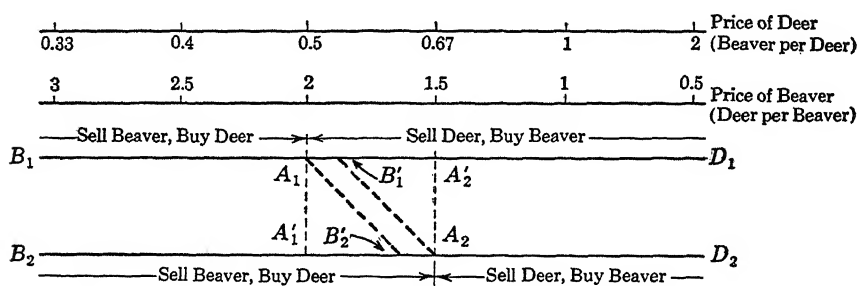 Price of Deer
(Beaver per Deer)
0.33 0.4 0.5 0.67 1 2
3 2.5 2 1.5 1 0.5
Price of Beaver
(Deer per Beaver)
Sell Beaver, Buy Deer Sell Deer, Buy Beaver
B₁ D₁
A₁ B′₁ A′₂
A′₁ B′₂ A₂
B₂ D₂
Sell Beaver, Buy Deer Sell Deer, Buy Beaver